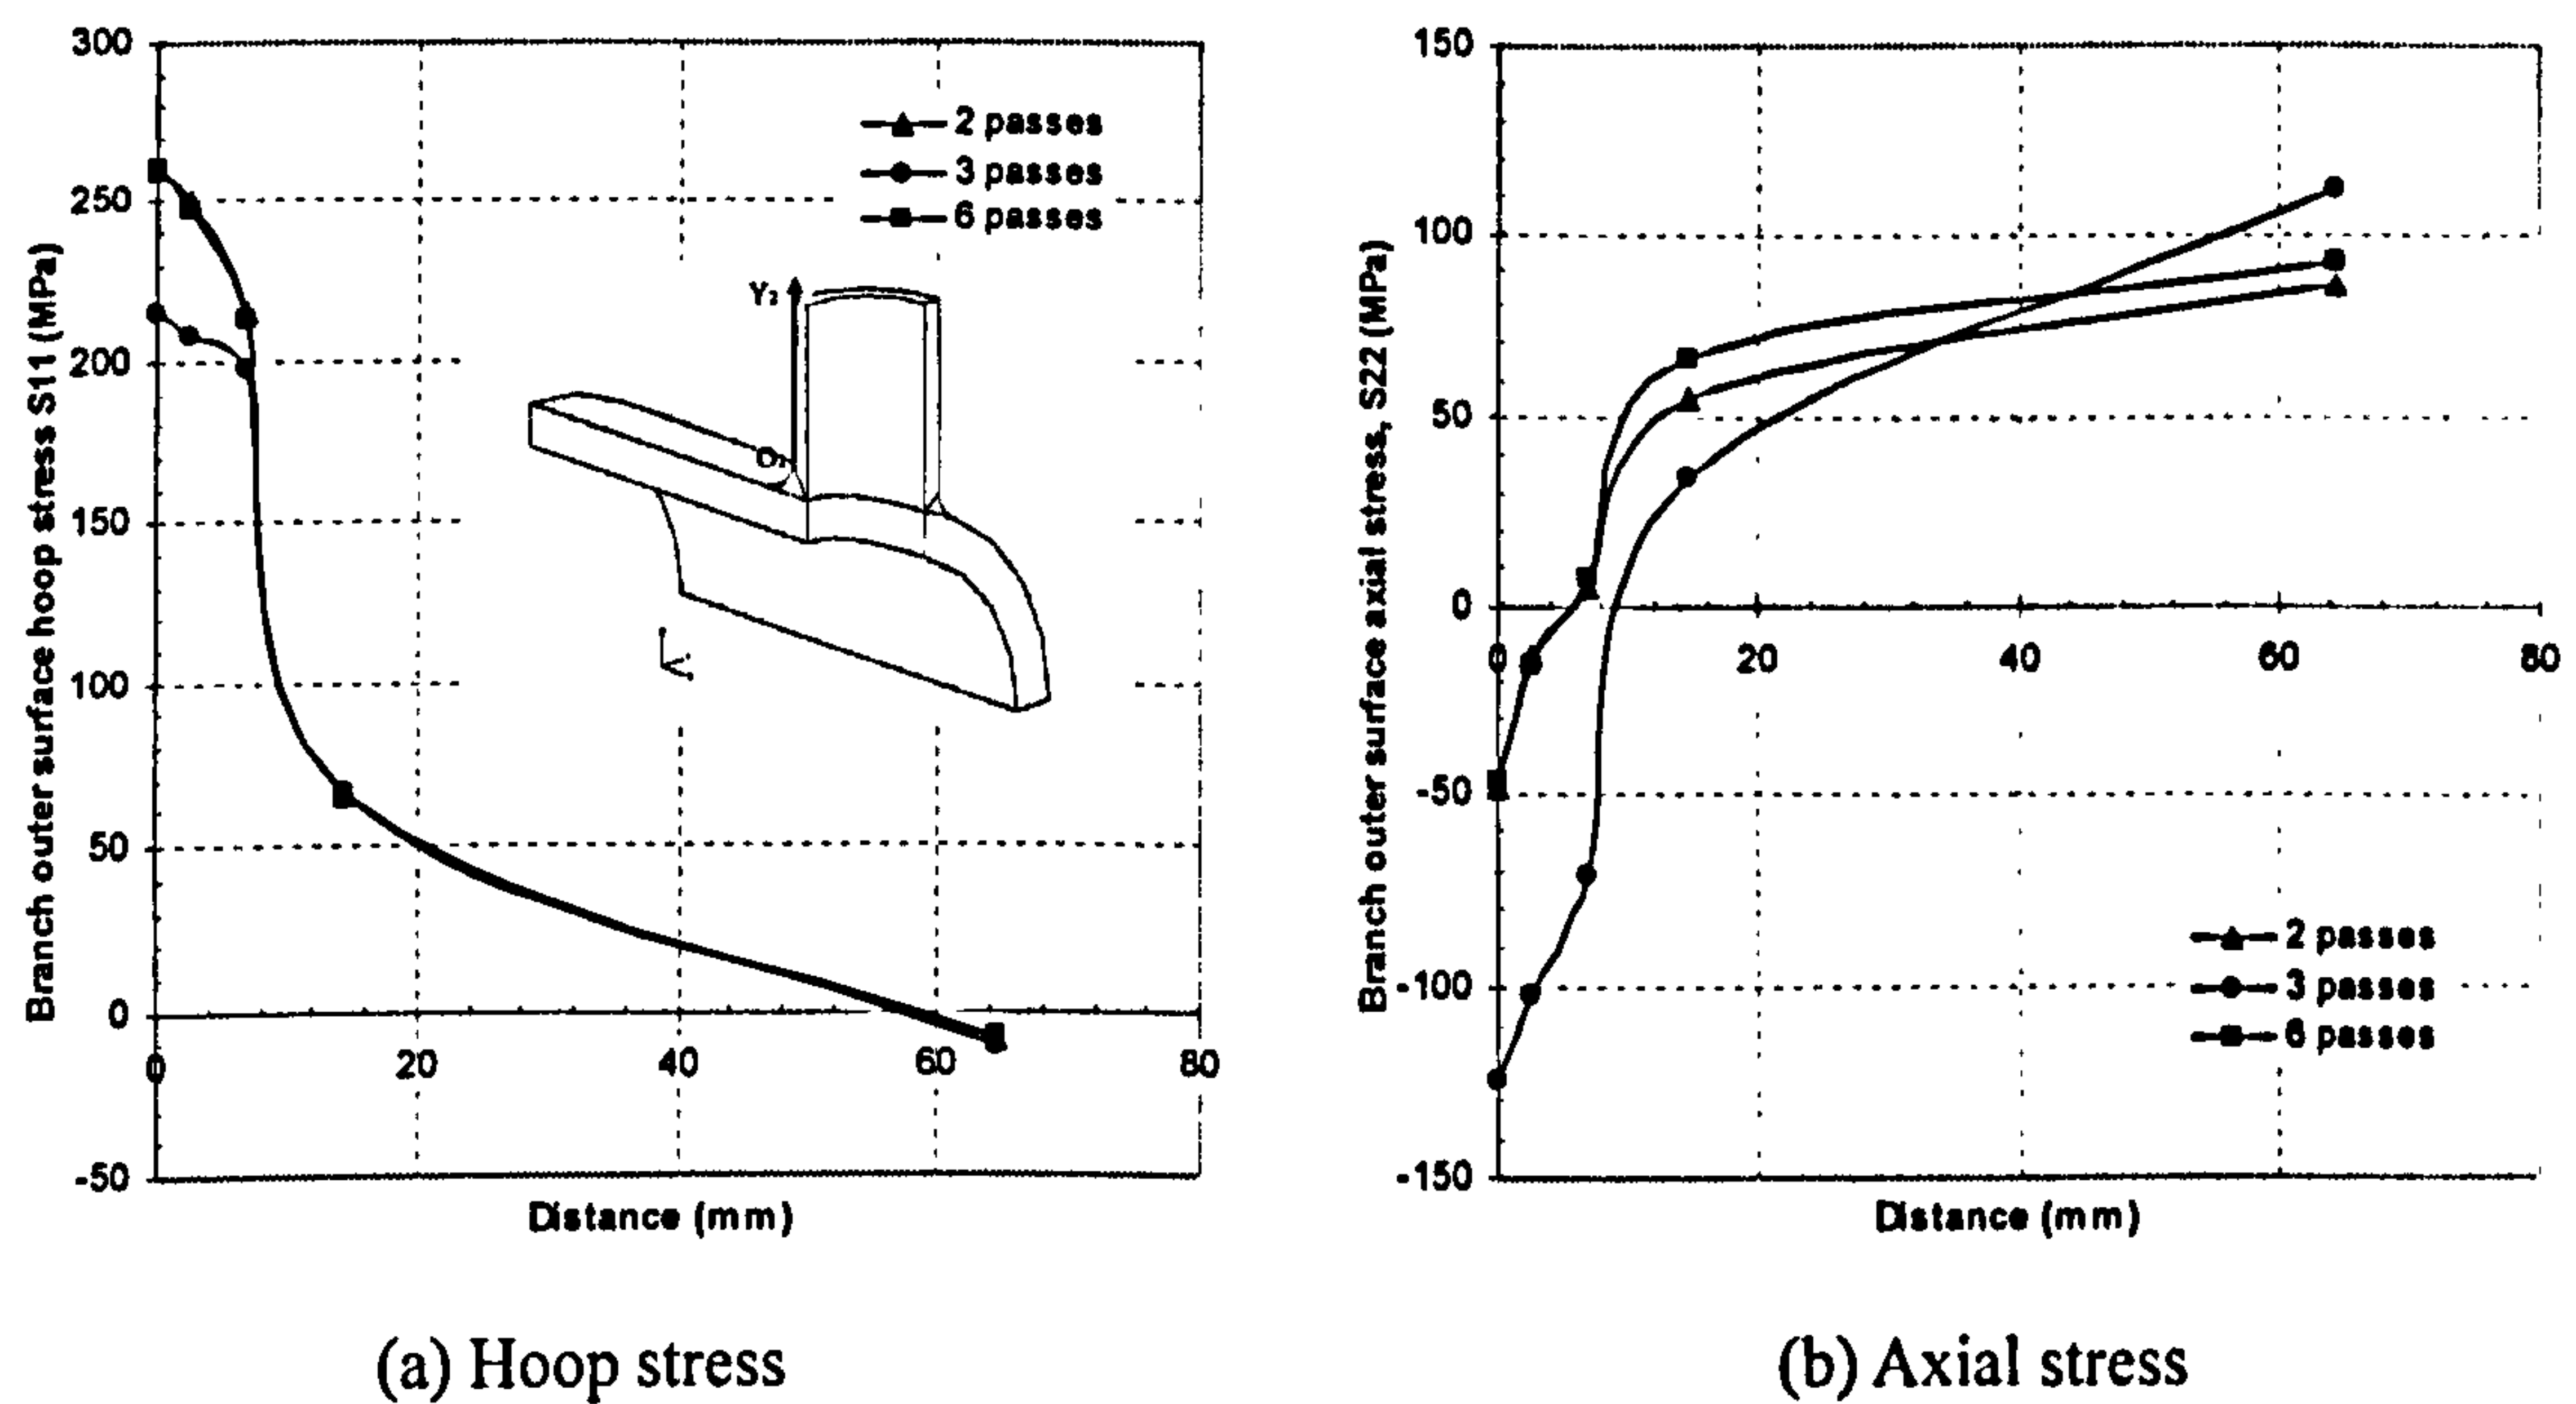 300
250
200
150
100
50
0
-50
0
20
40
60
80
Branch outer surface hoop stress S11 (MPa)
Distance (mm)
2 passes
3 passes
6 passes
Y₂
(a) Hoop stress
150
100
50
0
-50
-100
-150
0
20
40
60
80
Branch outer surface axial stress, S22 (MPa)
Distance (mm)
2 passes
3 passes
6 passes
(b) Axial stress